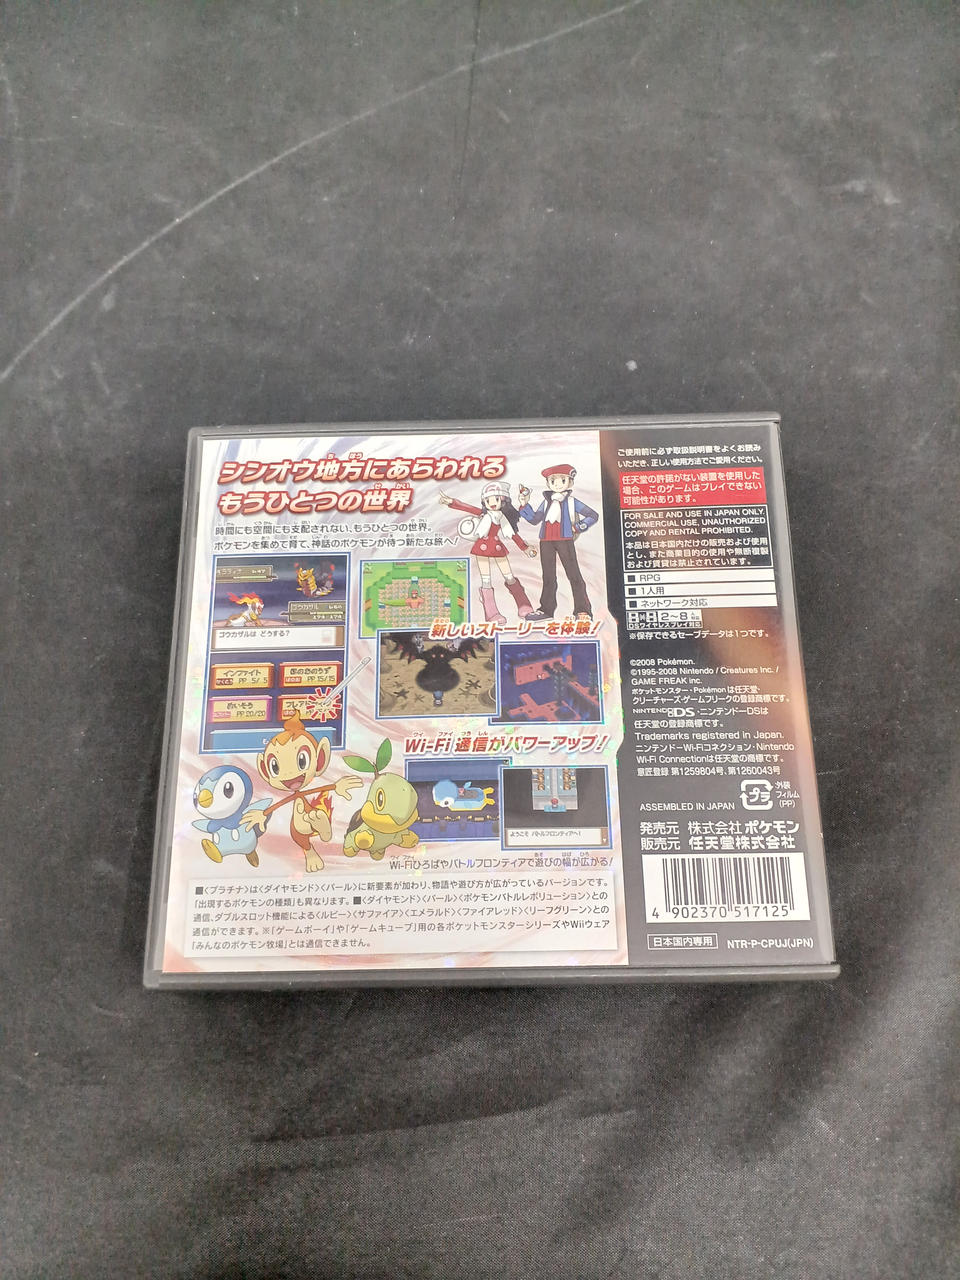 シンオウ地方にあらわれる
もうひとつの世界
時間にも空間にも支配されない、もうひとつの世界。
ポケモンを集めて育て、神話のポケモンが待つ新たな旅へ!
ゴウカザル
174/174
ゴウカザルは どうする?
インファイト
PP 5/ 5
PP 15/15
めいそう
PP 20/20
新しいストーリーを体験!
Wi-Fi 通信がパワーアップ!
ようこそ バトルフロンティアへ!
Wi-Fiひろばやバトルフロンティアで遊びの幅が広がる!
■〈プラチナ〉は〈ダイヤモンド〉〈パール〉に新要素が加わり、物語や遊び方が広がっているバージョンです。
「出現するポケモンの種類」も異なります。■〈ダイヤモンド〉〈パール〉〈ポケモンバトルレボリューション〉との
通信、ダブルスロット機能による〈ルビー〉〈サファイア〉〈エメラルド〉〈ファイアレッド〉〈リーフグリーン〉との
通信ができます。※「ゲームボーイ」や「ゲームキューブ」用の各ポケットモンスターシリーズやWiiウェア
「みんなのポケモン牧場」とは通信できません。
ご使用前に必ず取扱説明書をよくお読み
いただき、正しい使用方法でご愛用ください。
任天堂の許諾がない装置を使用した
場合、このゲームはプレイできない
可能性があります。
FOR SALE AND USE IN JAPAN ONLY.
COMMERCIAL USE, UNAUTHORIZED
COPY AND RENTAL PROHIBITED.
本品は日本国内だけの販売および使用
とし、また商業目的の使用や無断複製
および賃貸は禁止されています。
■ RPG
■ 1人用
■ ネットワーク対応
2~8人
DSワイヤレスプレイ対応
※保存できるセーブデータは1つです。
©2008 Pokémon.
©1995-2008 Nintendo / Creatures Inc. /
GAME FREAK inc.
ポケットモンスター・Pokémonは任天堂・
クリーチャーズ・ゲームフリークの登録商標です。
NINTENDO DS・ニンテンドーDSは
任天堂の登録商標です。
Trademarks registered in Japan.
ニンテンドーWi-Fiコネクション・Nintendo
Wi-Fi Connectionは任天堂の商標です。
意匠登録 第1259804号、第1260043号
ASSEMBLED IN JAPAN
プラ
外装
フィルム
(PP)
発売元 株式会社 ポケモン
販売元 任天堂株式会社
4 902370 517125
日本国内専用
NTR-P-CPUJ(JPN)